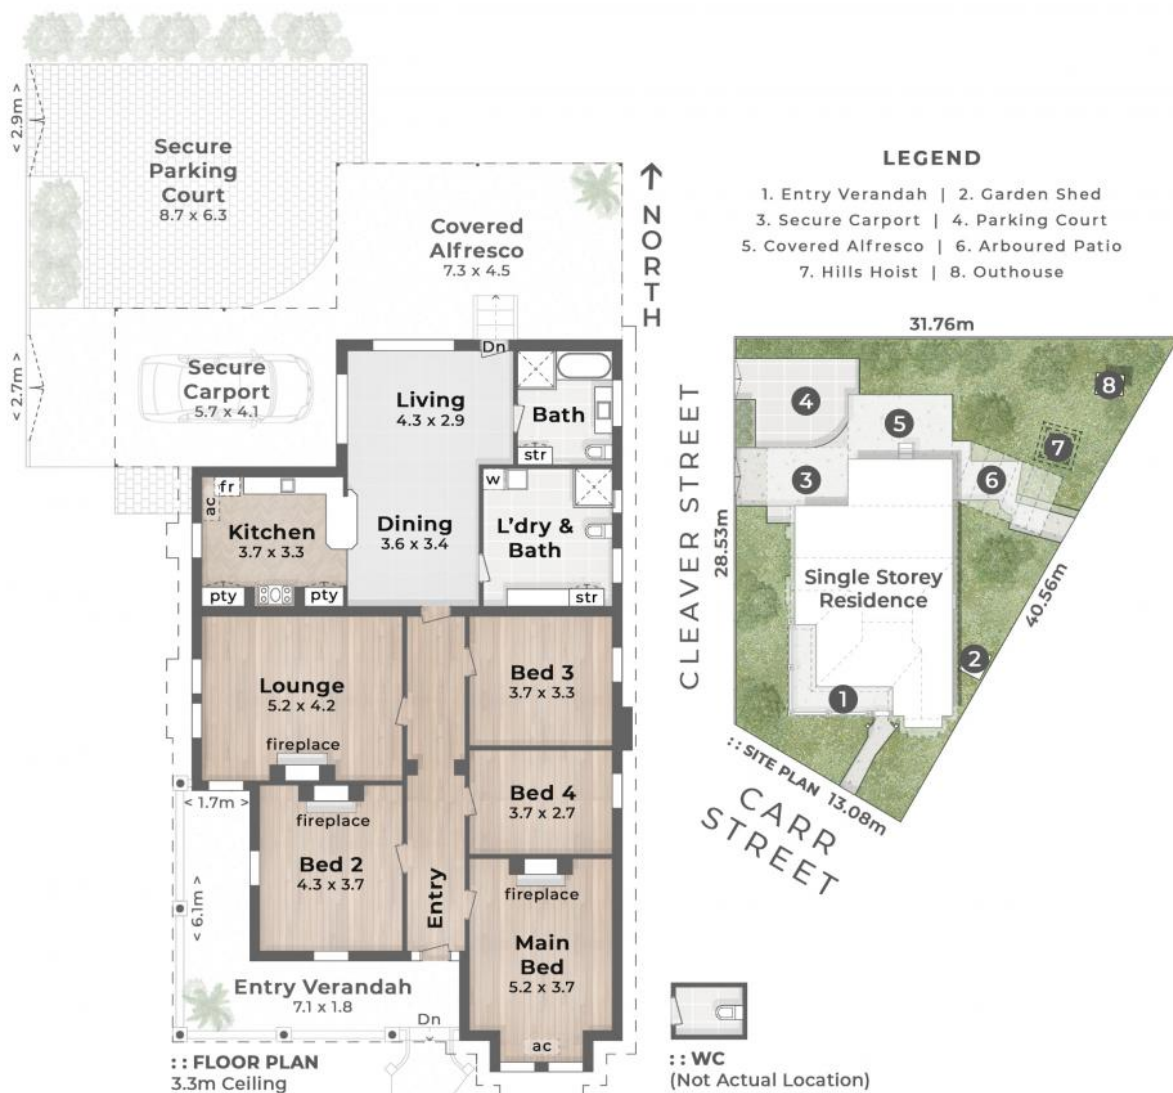 < 2.9m >
Secure
Parking
Court
8.7 x 6.3
Covered
Alfresco
7.3 x 4.5
NORTH
< 2.7m >
Secure
Carport
5.7 x 4.1
Dn
Living
4.3 x 2.9
Bath
str
ac
fr
w
Kitchen
3.7 x 3.3
Dining
3.6 x 3.4
L'dry &
Bath
pty
pty
str
Lounge
5.2 x 4.2
fireplace
Bed 3
3.7 x 3.3
< 1.7m >
fireplace
Bed 4
3.7 x 2.7
Bed 2
4.3 x 3.7
< 6.1m >
Entry
fireplace
Main
Bed
5.2 x 3.7
Entry Verandah
7.1 x 1.8
Dn
ac
:: FLOOR PLAN
3.3m Ceiling
LEGEND
1. Entry Verandah | 2. Garden Shed
3. Secure Carport | 4. Parking Court
5. Covered Alfresco | 6. Arboured Patio
7. Hills Hoist | 8. Outhouse
31.76m
CLEAVER STREET
28.53m
4
5
8
7
3
6
Single Storey
Residence
40.56m
2
1
:: SITE PLAN 13.08m
CARR
STREET
:: WC
(Not Actual Location)